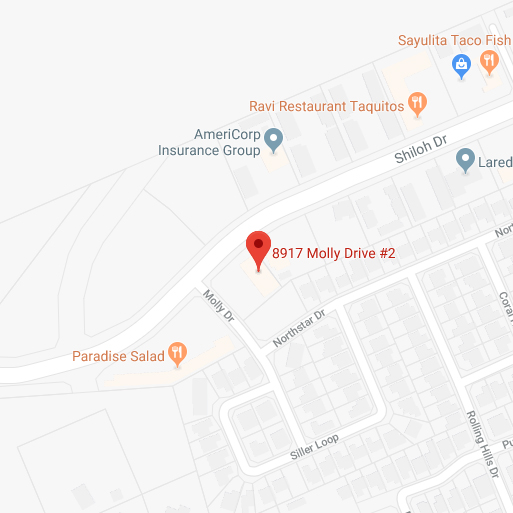 Sayulita Taco Fish
Ravi Restaurant Taquitos
AmeriCorp
Insurance Group
Shiloh Dr
Lared
8917 Molly Drive #2
Nort
Molly Dr
Northstar Dr
Coral
Paradise Salad
Rolling Hills Dr
Siller Loop
Pu